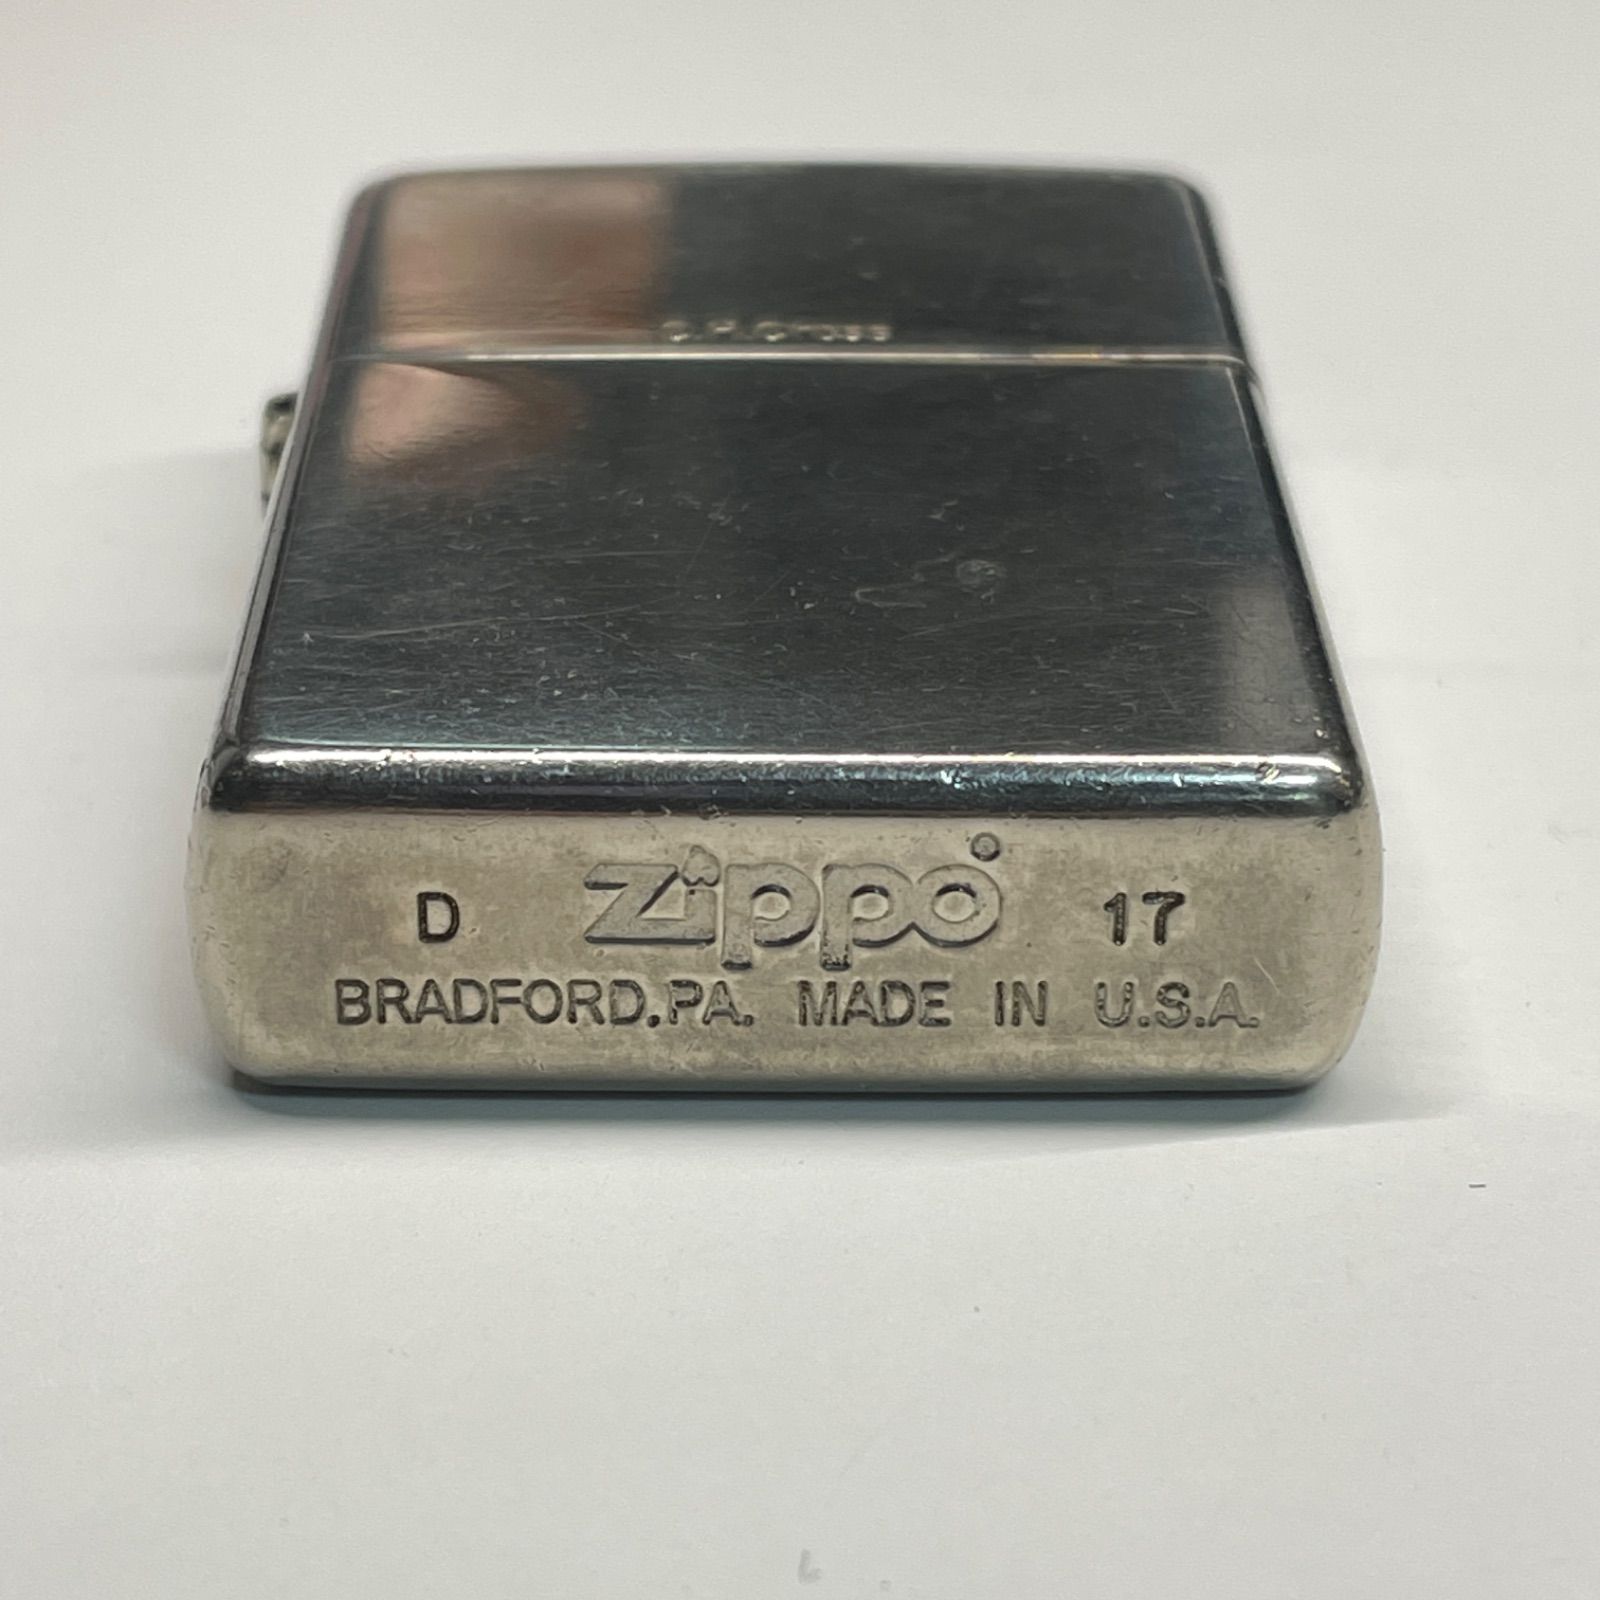 D zippo® 17
BRADFORD,PA. MADE IN U.S.A.